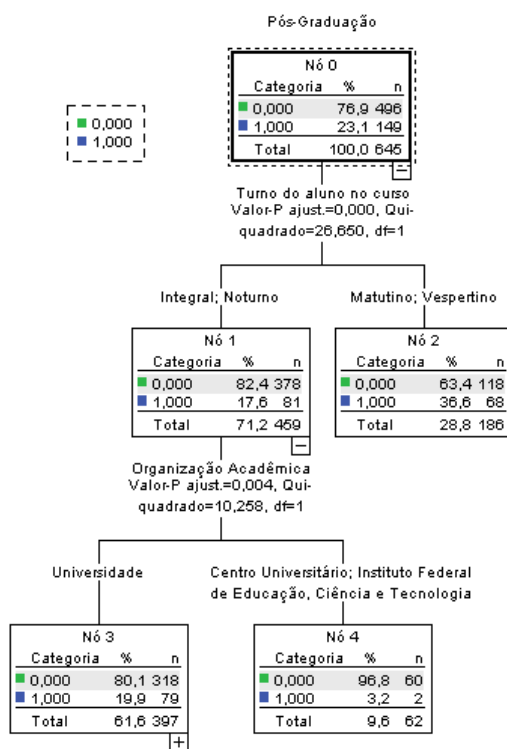 Pós-Graduação
Nó 0
Categoria % n
0,000 76,9 496
1,000 23,1 149
Total 100,0 645
0,000
1,000
Turno do aluno no curso
Valor-P ajust.=0,000, Qui-
quadrado=26,650, df=1
Integral; Noturno
Matutino; Vespertino
Nó 1
Categoria % n
0,000 82,4 378
1,000 17,6 81
Total 71,2 459
Nó 2
Categoria % n
0,000 63,4 118
1,000 36,6 68
Total 28,8 186
Organização Acadêmica
Valor-P ajust.=0,004, Qui-
quadrado=10,258, df=1
Universidade
Centro Universitário; Instituto Federal
de Educação, Ciência e Tecnologia
Nó 3
Categoria % n
0,000 80,1 318
1,000 19,9 79
Total 61,6 397
Nó 4
Categoria % n
0,000 96,8 60
1,000 3,2 2
Total 9,6 62